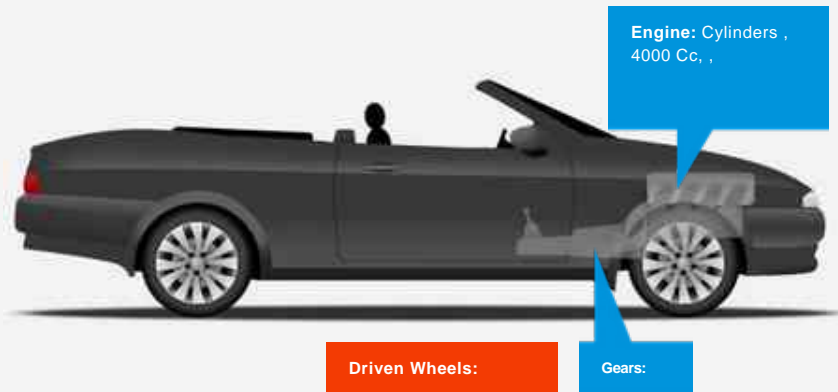 Engine: Cylinders ,
4000 Cc, ,
Driven Wheels:
Gears: